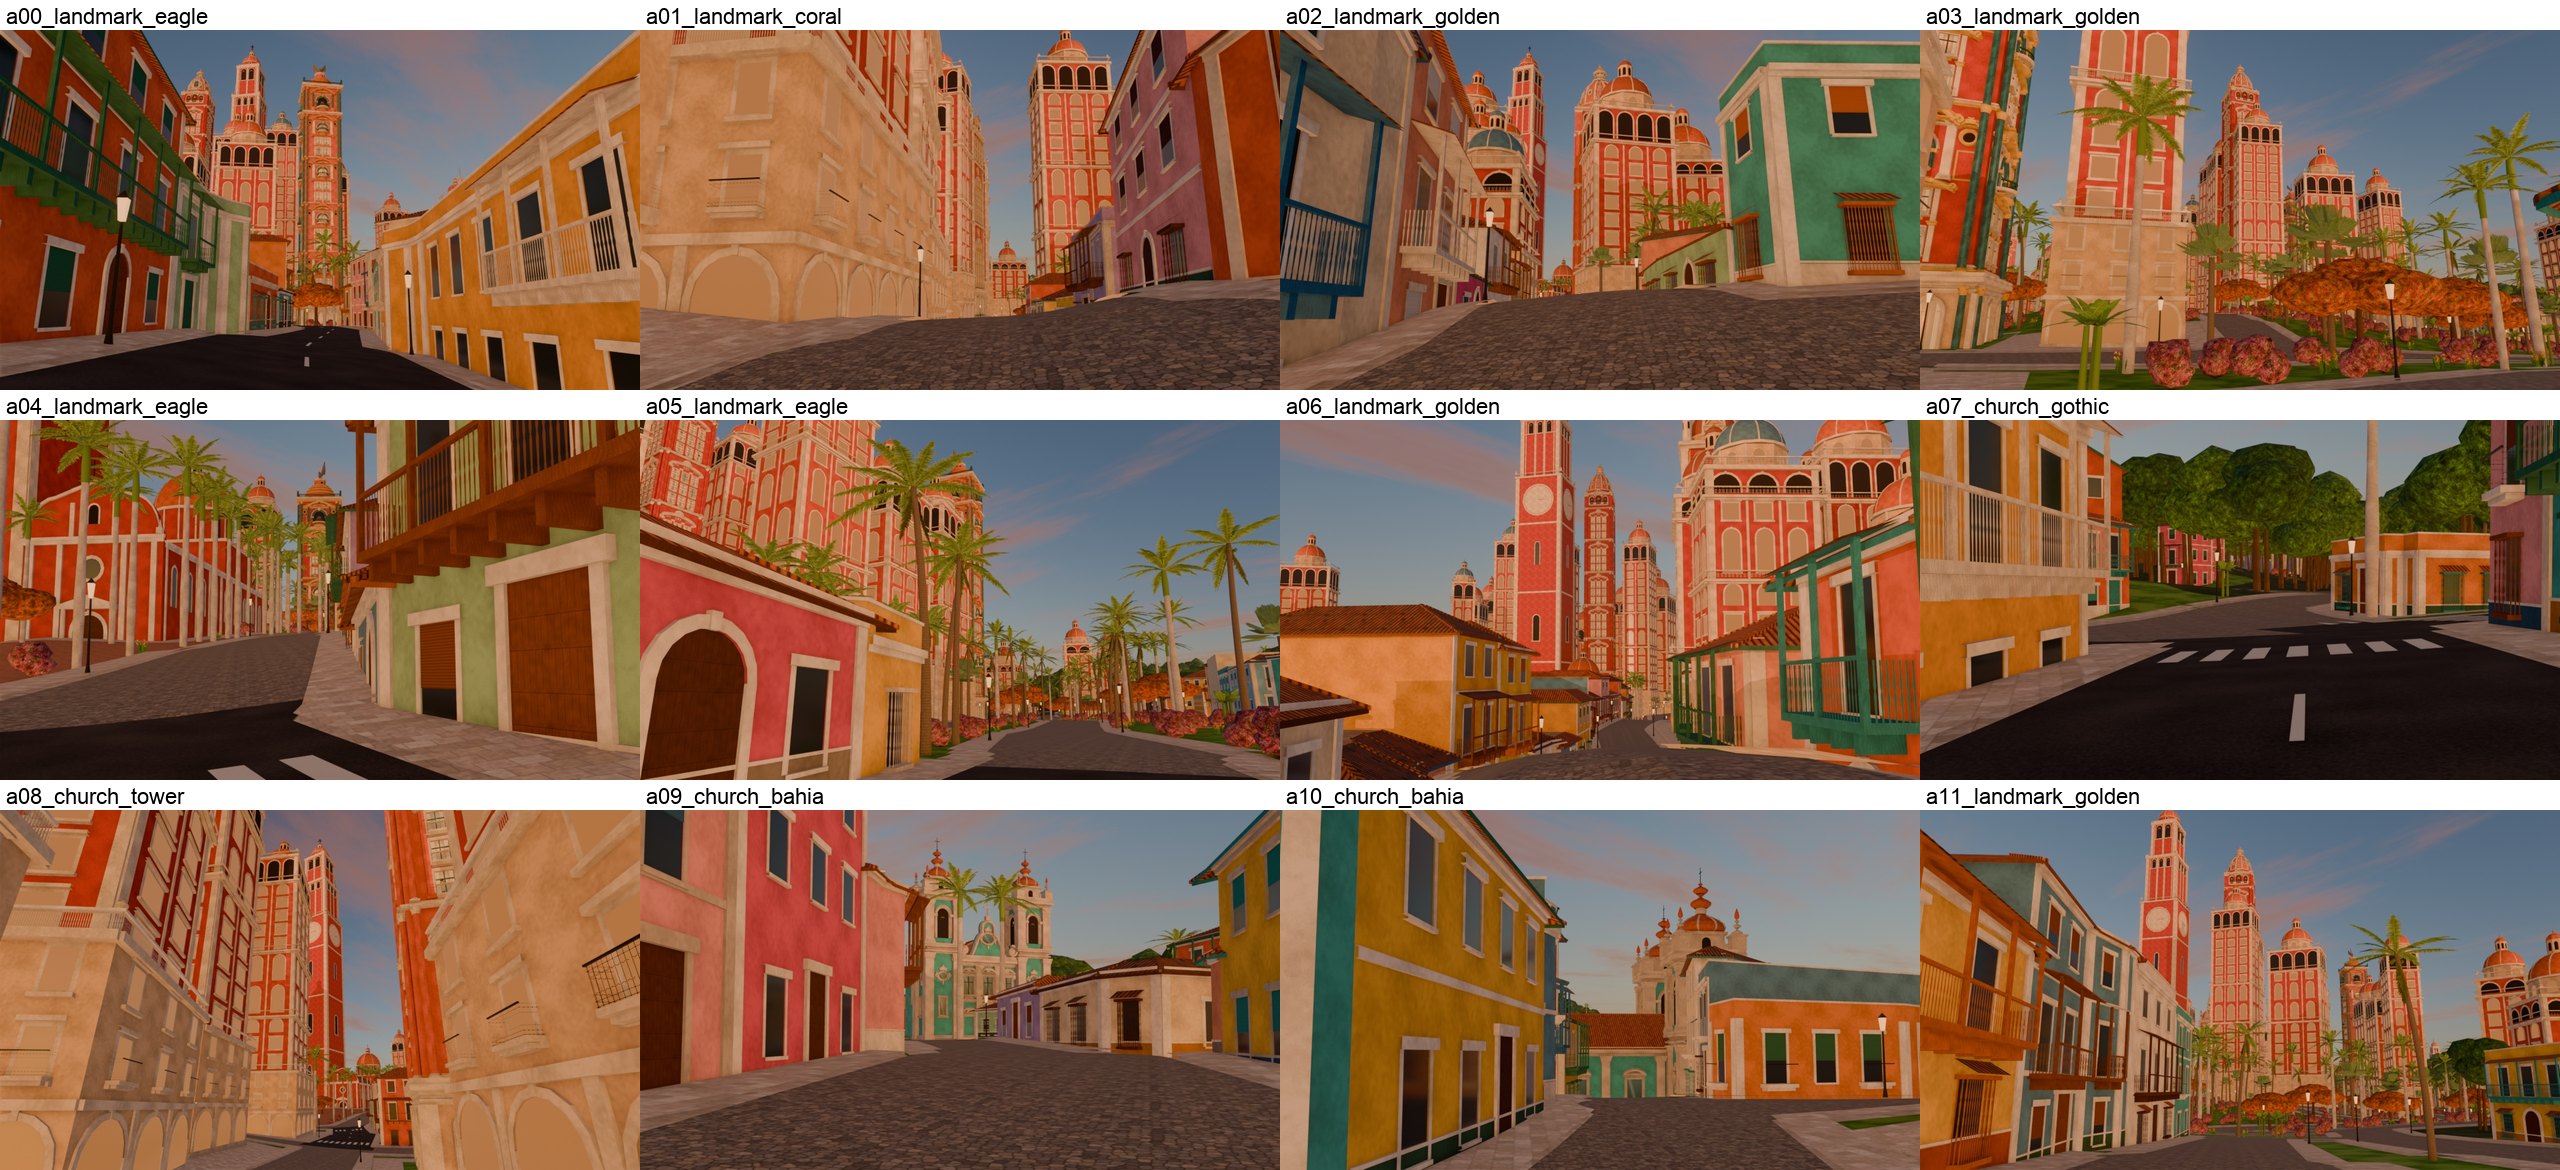 a00_landmark_eagle
a01_landmark_coral
a02_landmark_golden
a03_landmark_golden
a04_landmark_eagle
a05_landmark_eagle
a06_landmark_golden
a07_church_gothic
a08_church_tower
a09_church_bahia
a10_church_bahia
a11_landmark_golden